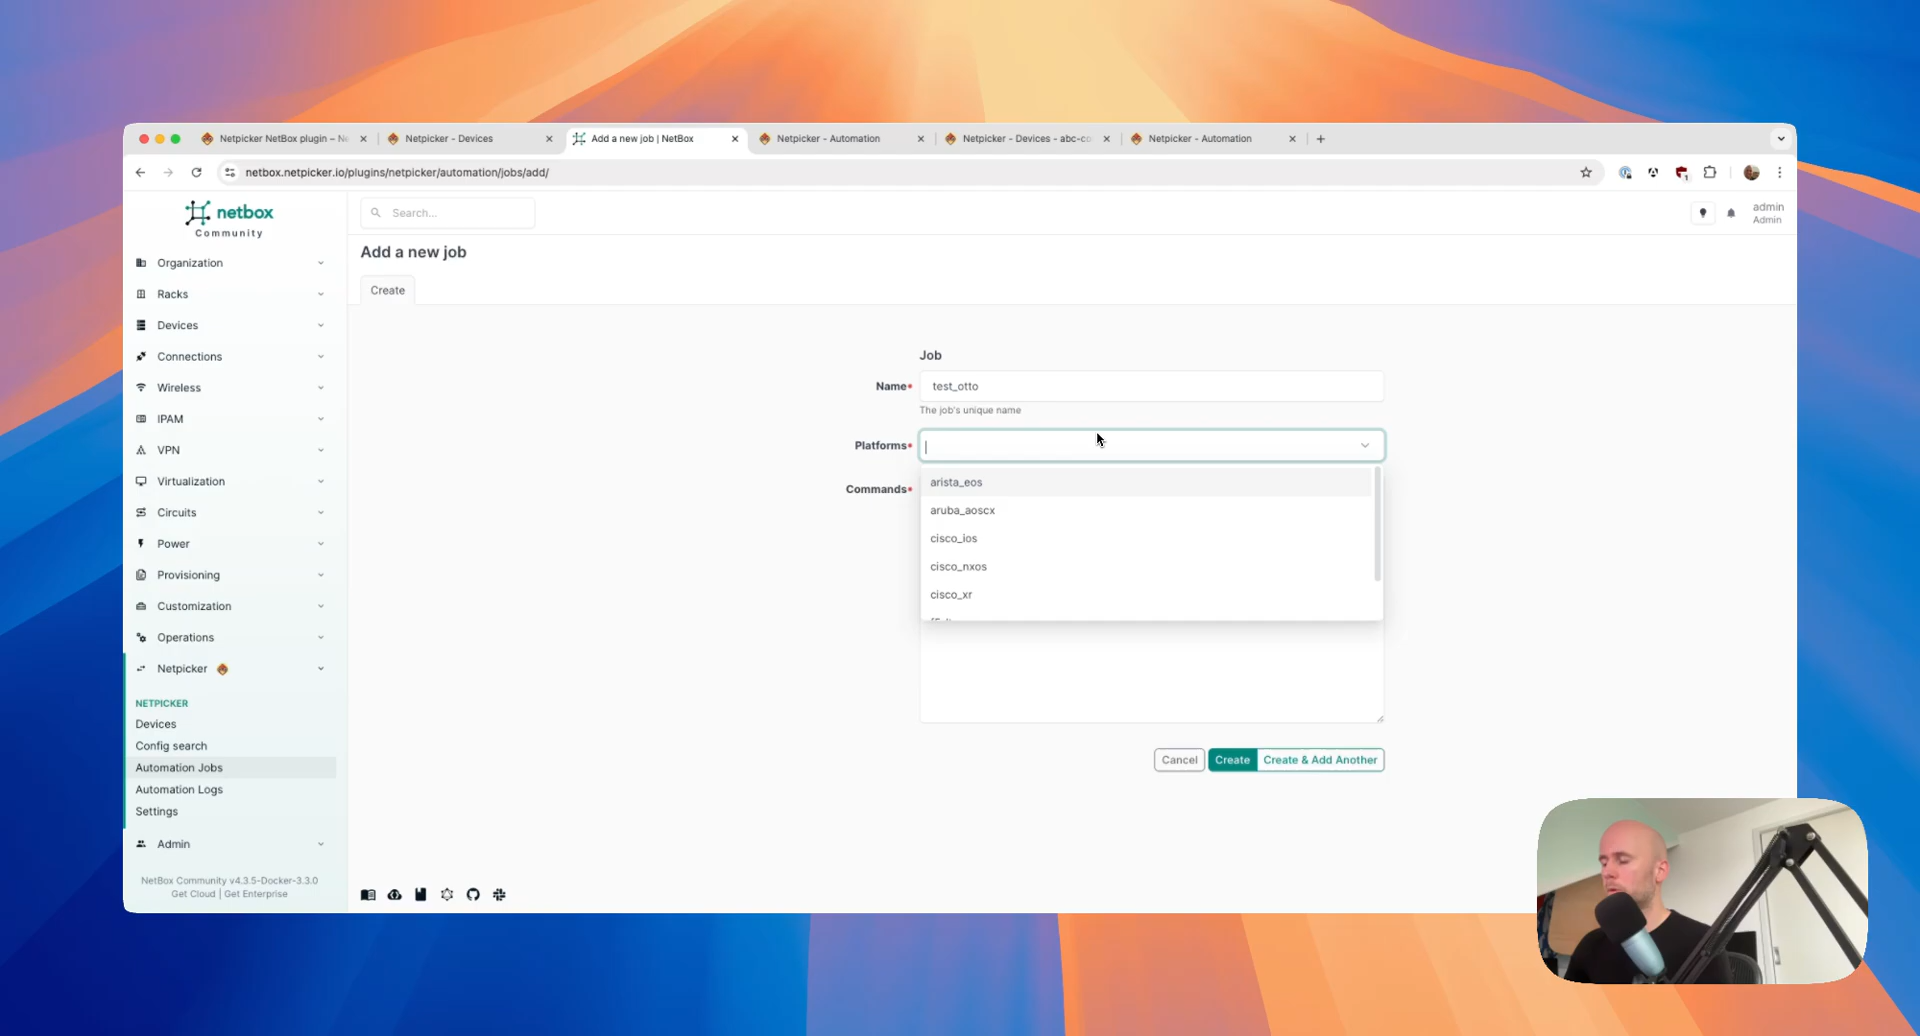 Netpicker NetBox plugin – Ne
Netpicker - Devices
Add a new job | NetBox
Netpicker - Automation
Netpicker - Devices - abc-co
Netpicker - Automation
netbox.netpicker.io/plugins/netpicker/automation/jobs/add/
netbox
Community
Search...
admin
Admin
Add a new job
Create
Organization
Racks
Devices
Connections
Wireless
IPAM
VPN
Virtualization
Circuits
Power
Provisioning
Customization
Operations
Netpicker
NETPICKER
Devices
Config search
Automation Jobs
Automation Logs
Settings
Admin
NetBox Community v4.3.5-Docker-3.3.0
Get Cloud | Get Enterprise
Job
Name*
test_otto
The job's unique name
Platforms*
Commands*
arista_eos
aruba_aoscx
cisco_ios
cisco_nxos
cisco_xr
Cancel
Create
Create & Add Another